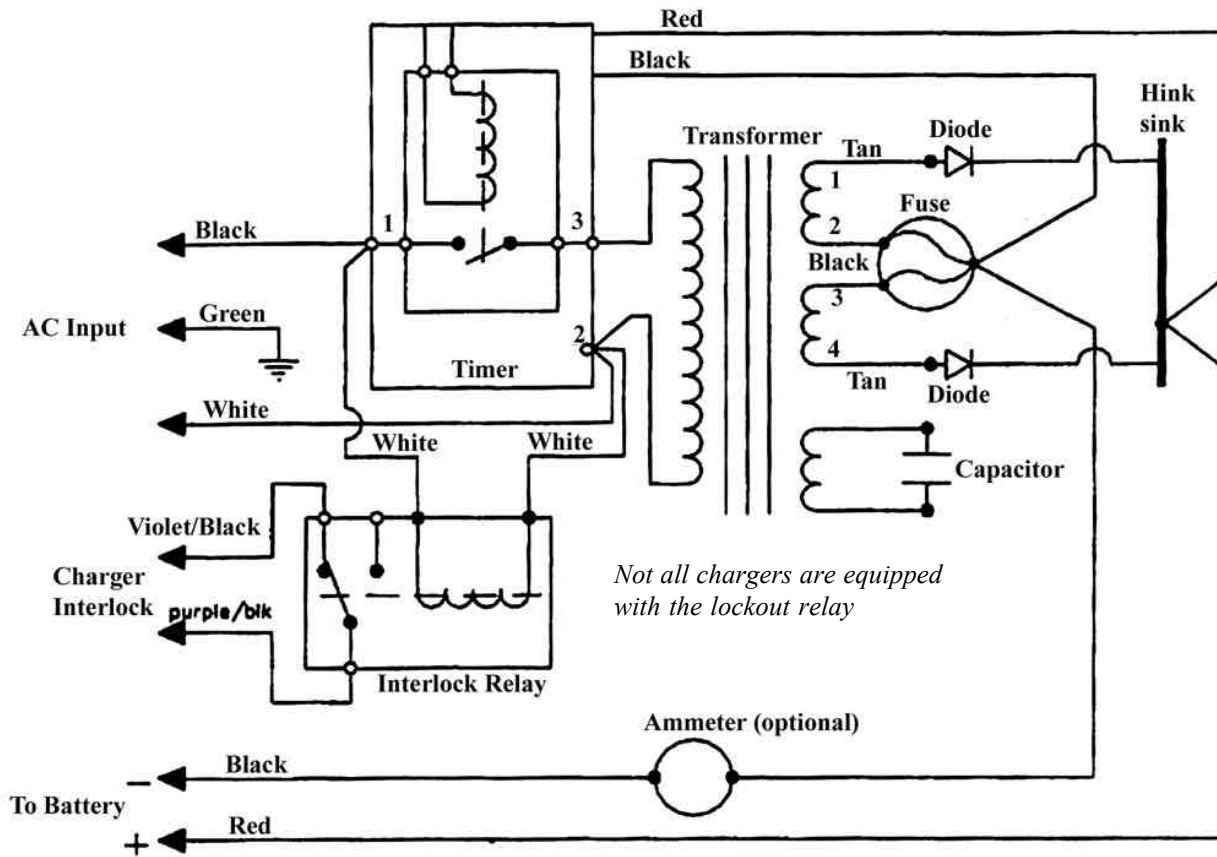 Red
Black
Hink
sink
Transformer
Diode
Tan
1
3
1
Black
2
Fuse
Black
AC Input
Green
3
2
Timer
4
Tan
Diode
White
White
White
Capacitor
Violet/Black
Charger
Interlock
purple/blk
Not all chargers are equipped
with the lockout relay
Interlock Relay
Ammeter (optional)
Black
−
To Battery
Red
+